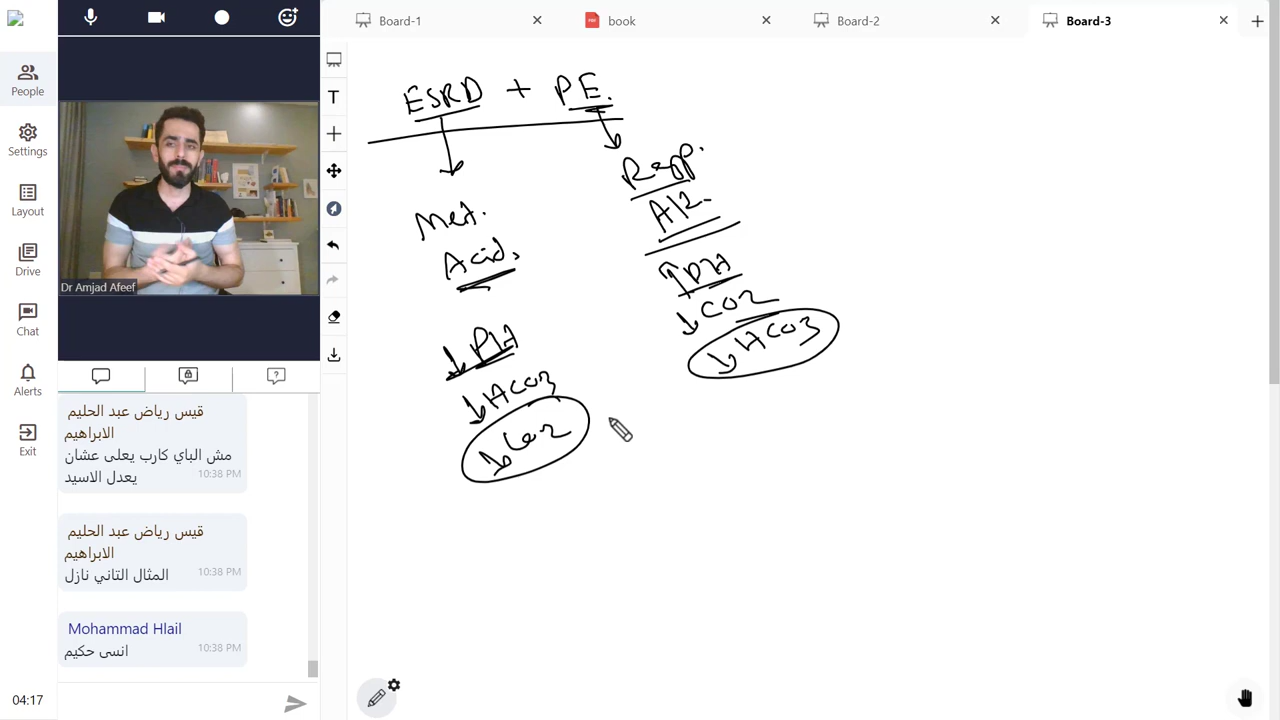 Board-1
book
Board-2
Board-3
People
Settings
Layout
Drive
Chat
Alerts
Exit
04:17
T
Dr Amjad Afeef
قيس رياض عبد الحليم
الابراهيم
مش الباي كارب يعلى عشان
يعدل الاسيد
10:38 PM
قيس رياض عبد الحليم
الابراهيم
المثال التاني نازل
10:38 PM
Mohammad Hlail
انسى حكيم
10:38 PM
ESRD + PE.
Met.
Acid.
↓PH
↓HCO3
↓CO2
Resp.
Alk.
↑PH
↓CO2
↓HCO3